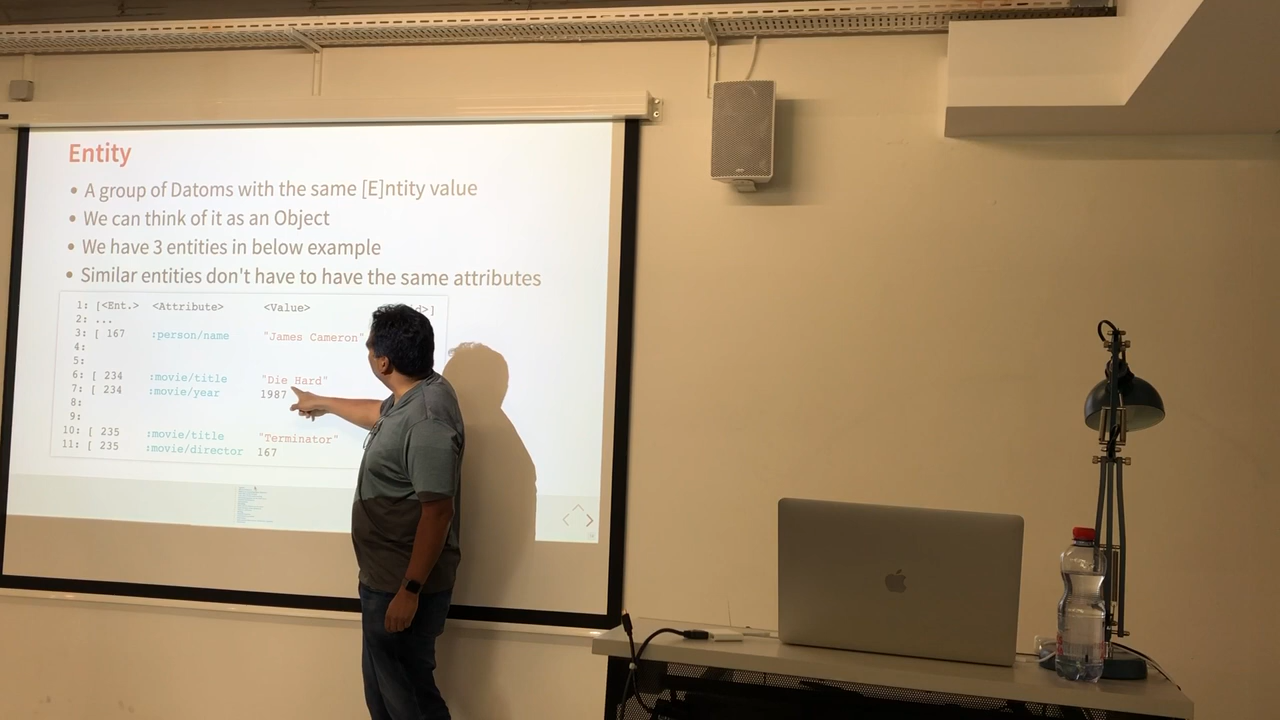 Entity
• A group of Datoms with the same [E]ntity value
• We can think of it as an Object
• We have 3 entities in below example
• Similar entities don't have to have the same attributes
1: [<Ent.> <Attribute> <Value> >]
2: ...
3: [ 167 :person/name "James Cameron"
4:
5:
6: [ 234 :movie/title "Die Hard"
7: [ 234 :movie/year 1987
8:
9:
10: [ 235 :movie/title "Terminator"
11: [ 235 :movie/director 167